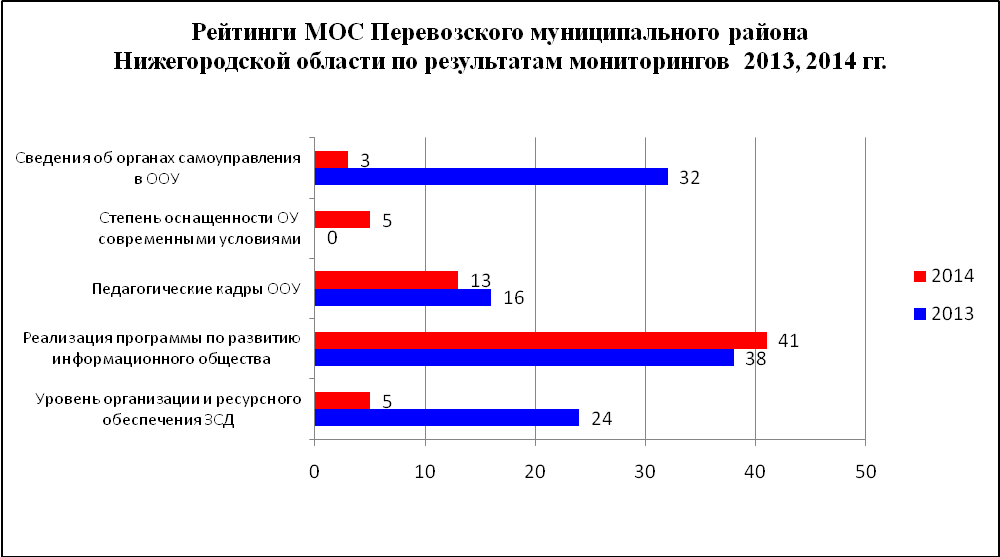 Рейтинги МОС Перевозского муниципального района
Нижегородской области по результатам мониторингов 2013, 2014 гг.
Сведения об органах самоуправления
в ООУ
3
32
Степень оснащенности ОУ
современными условиями
5
0
Педагогические кадры ООУ
13
16
Реализация программы по развитию
информационного общества
41
38
Уровень организации и ресурсного
обеспечения ЗСД
5
24
0 10 20 30 40 50
2014
2013